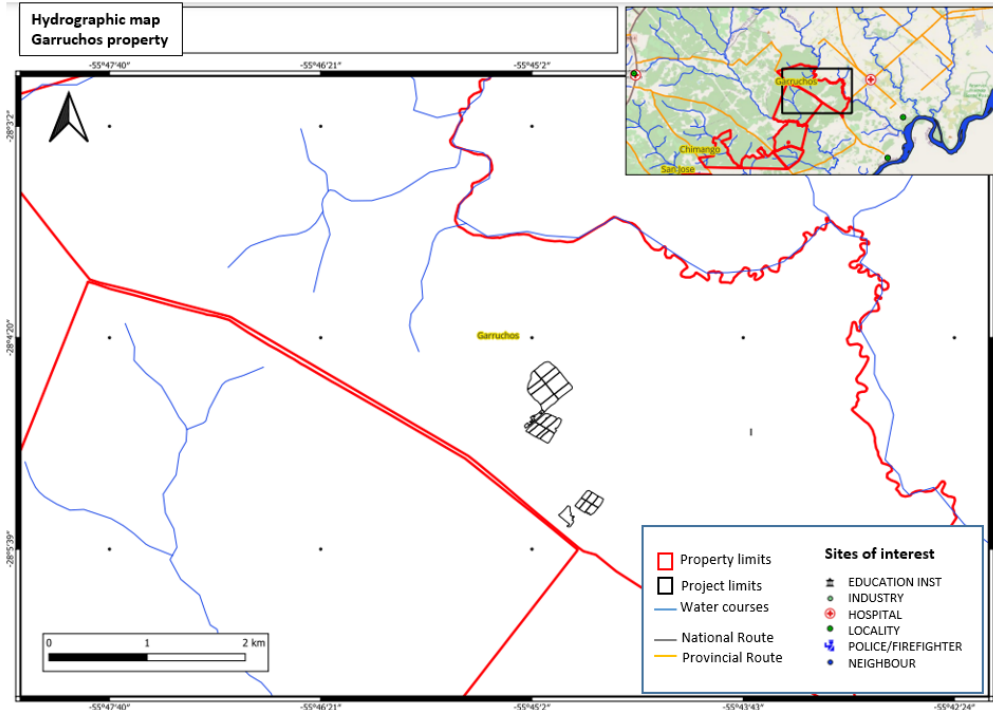 Hydrographic map
Garruchos property
-55°47'40" -55°46'21" -55°45'2"
Garruchos
Chimango
San Jose
-28°3'2"
-28°4'20"
-28°5'39"
Garruchos
Property limits
Project limits
Water courses
National Route
Provincial Route
Sites of interest
EDUCATION INST
INDUSTRY
HOSPITAL
LOCALITY
POLICE/FIREFIGHTER
NEIGHBOUR
0 1 2 km
-55°47'40" -55°46'21" -55°45'2" -55°43'43" -55°42'24"